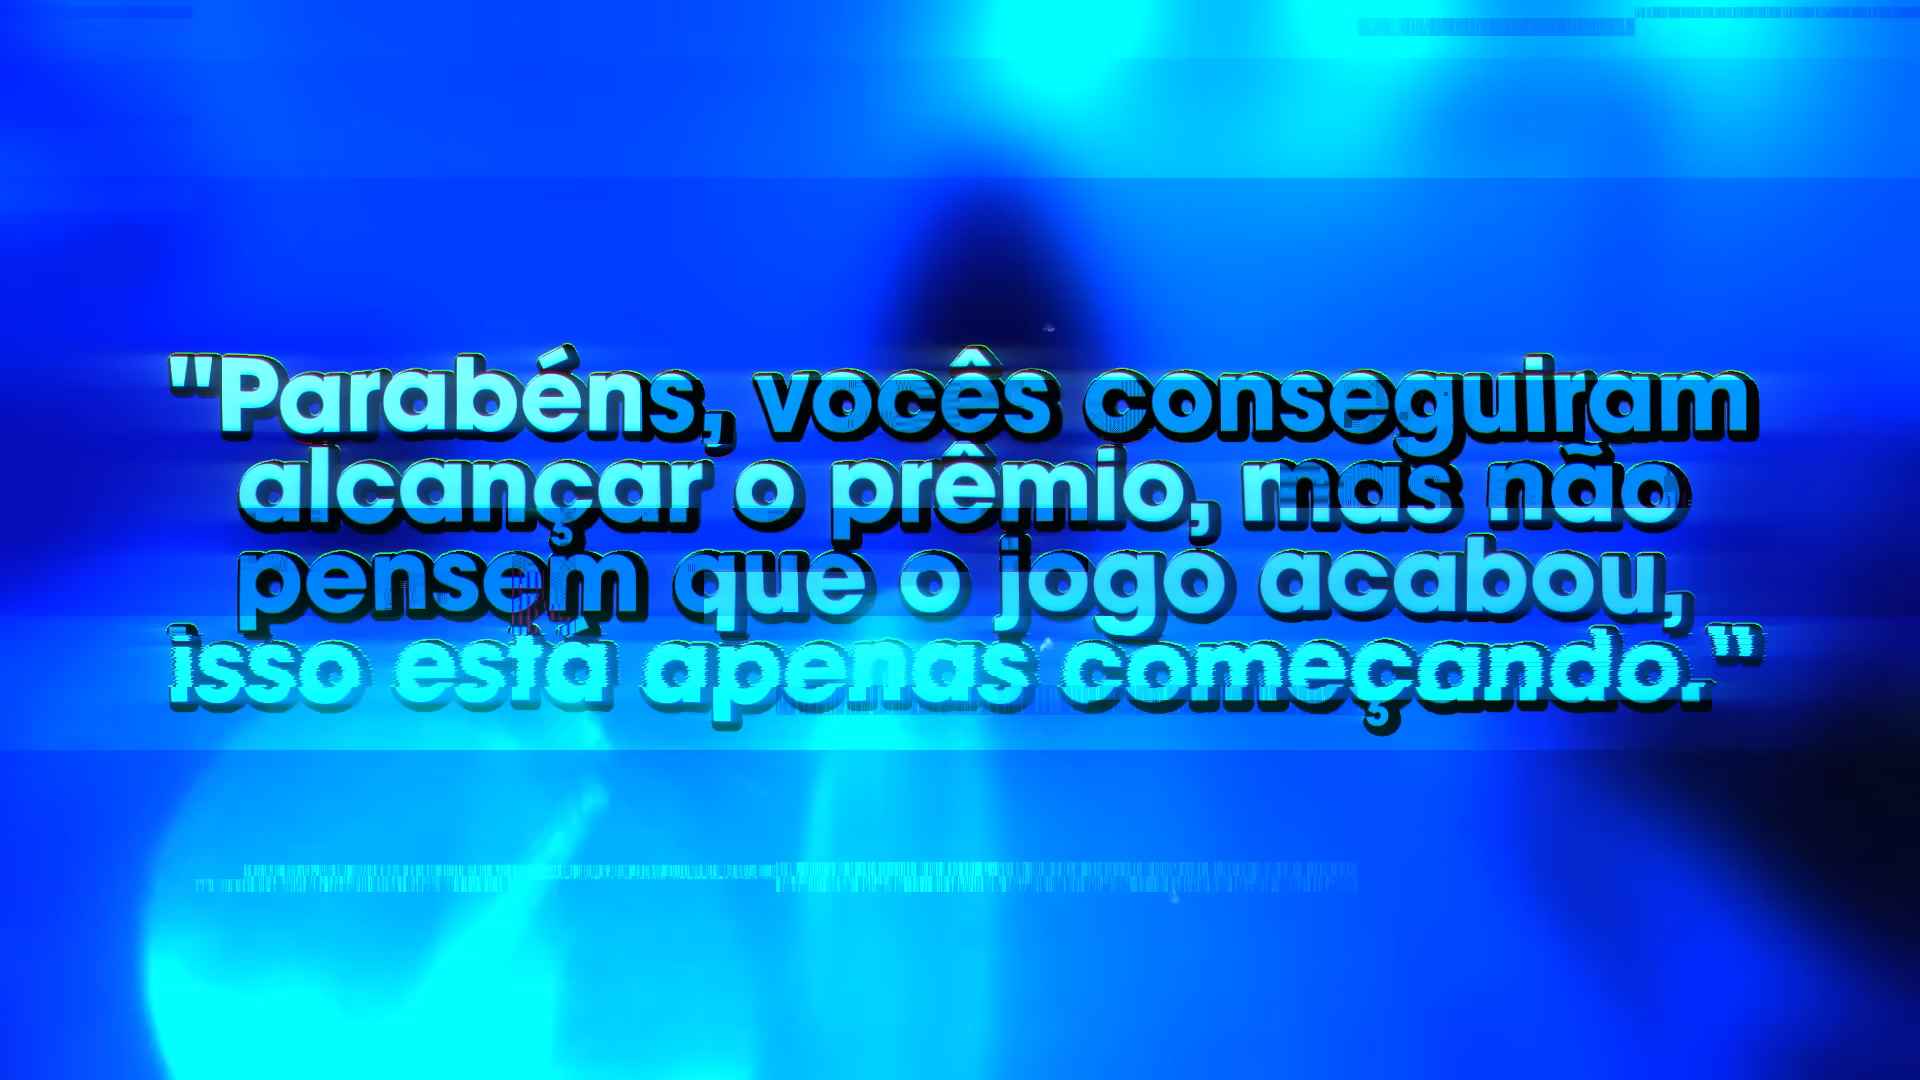 "Parabéns, vocês conseguiram
alcançar o prêmio, mas não
pensem que o jogo acabou,
isso está apenas começando."